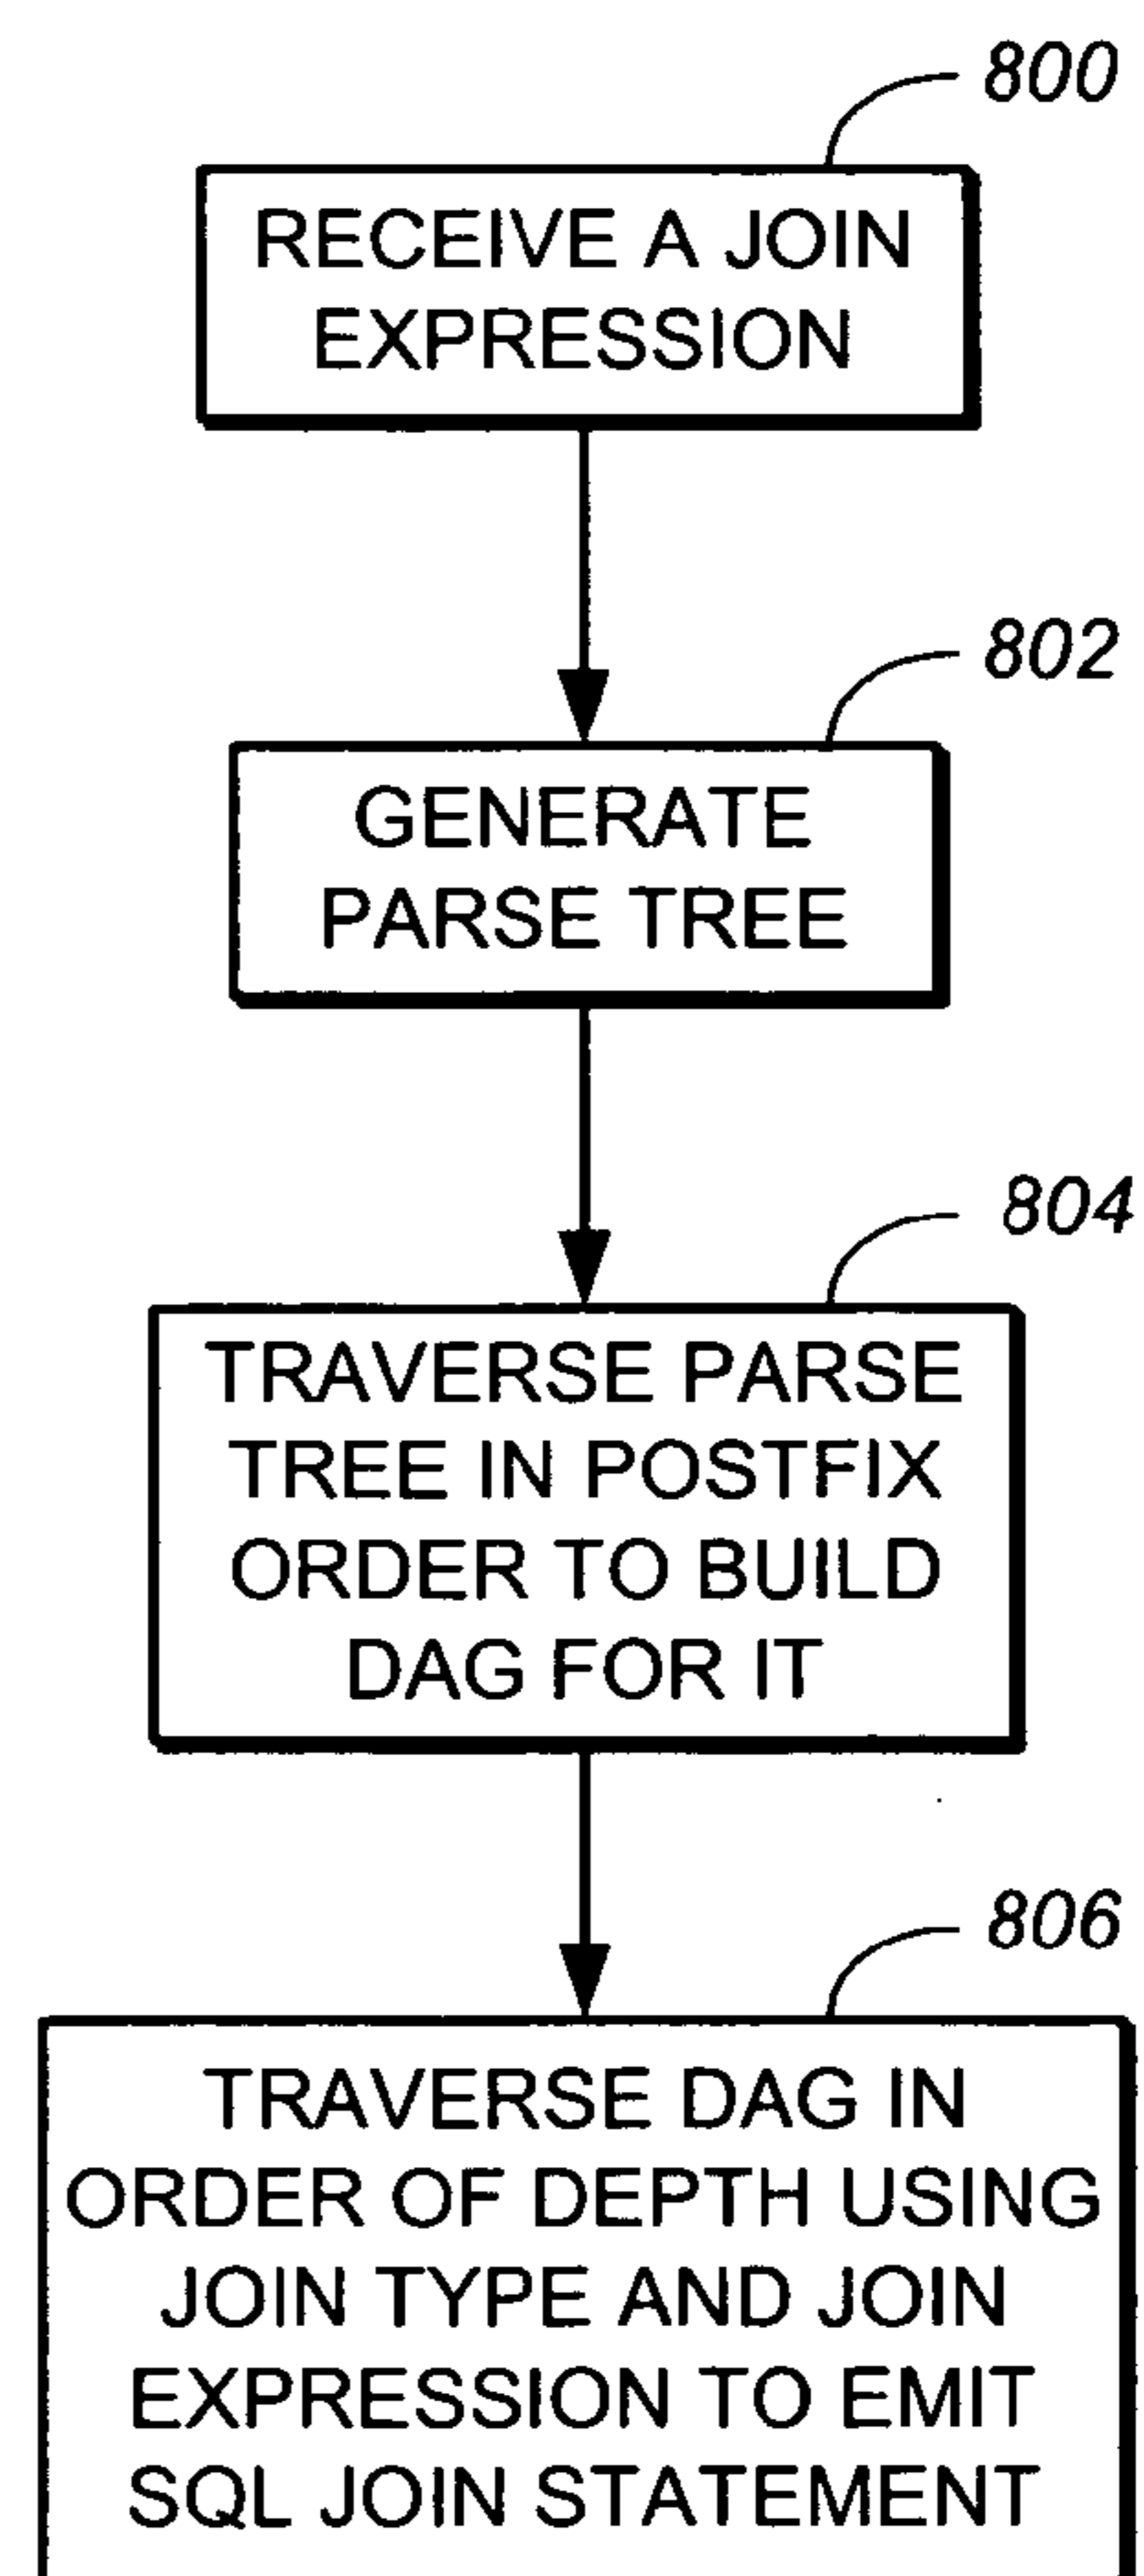 800
RECEIVE A JOIN
EXPRESSION
802
GENERATE
PARSE TREE
804
TRAVERSE PARSE
TREE IN POSTFIX
ORDER TO BUILD
DAG FOR IT
806
TRAVERSE DAG IN
ORDER OF DEPTH USING
JOIN TYPE AND JOIN
EXPRESSION TO EMIT
SQL JOIN STATEMENT